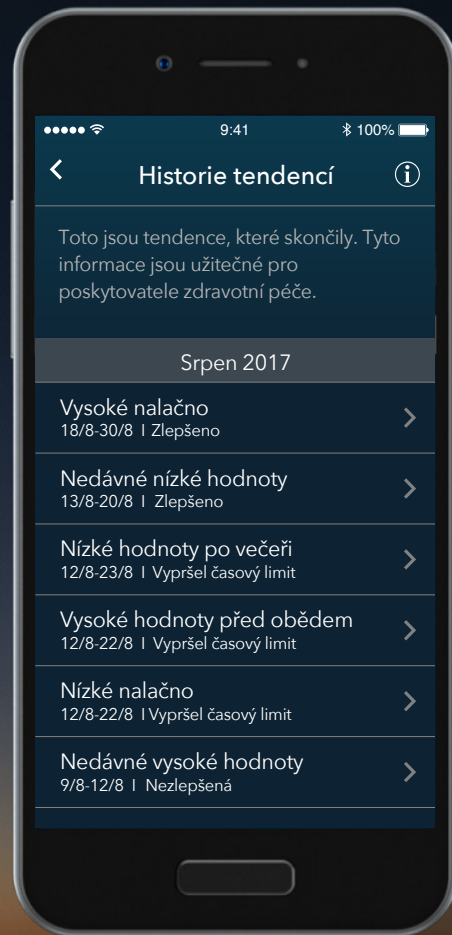 9:41
100%
Historie tendencí
Toto jsou tendence, které skončily. Tyto
informace jsou užitečné pro
poskytovatele zdravotní péče.
Srpen 2017
Vysoké nalačno
18/8-30/8 I Zlepšeno
Nedávné nízké hodnoty
13/8-20/8 I Zlepšeno
Nízké hodnoty po večeři
12/8-23/8 I Vypršel časový limit
Vysoké hodnoty před obědem
12/8-22/8 I Vypršel časový limit
Nízké nalačno
12/8-22/8 I Vypršel časový limit
Nedávné vysoké hodnoty
9/8-12/8 I Nezlepšená